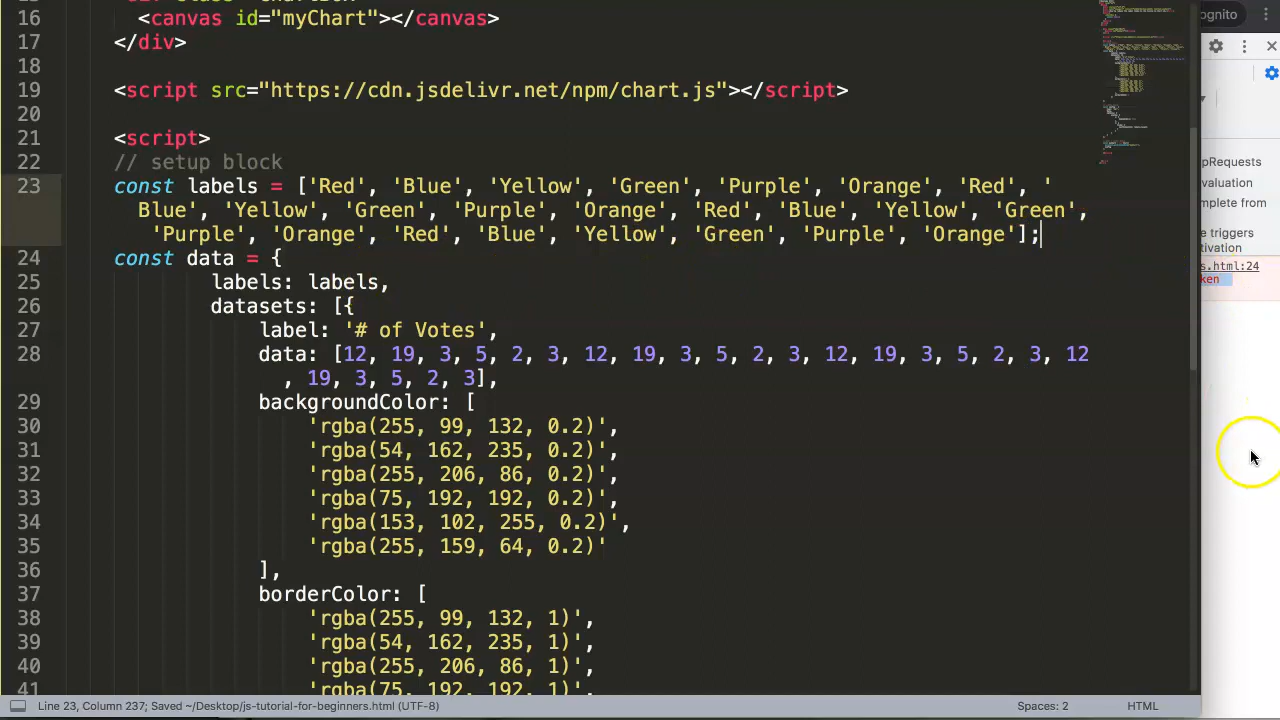 16 <canvas id="myChart"></canvas>
17 </div>
18
19 <script src="https://cdn.jsdelivr.net/npm/chart.js"></script>
20
21 <script>
22 // setup block
23 const labels = ['Red', 'Blue', 'Yellow', 'Green', 'Purple', 'Orange', 'Red', '
Blue', 'Yellow', 'Green', 'Purple', 'Orange', 'Red', 'Blue', 'Yellow', 'Green',
'Purple', 'Orange', 'Red', 'Blue', 'Yellow', 'Green', 'Purple', 'Orange'];
24 const data = {
25 labels: labels,
26 datasets: [{
27 label: '# of Votes',
28 data: [12, 19, 3, 5, 2, 3, 12, 19, 3, 5, 2, 3, 12, 19, 3, 5, 2, 3, 12
, 19, 3, 5, 2, 3],
29 backgroundColor: [
30 'rgba(255, 99, 132, 0.2)',
31 'rgba(54, 162, 235, 0.2)',
32 'rgba(255, 206, 86, 0.2)',
33 'rgba(75, 192, 192, 0.2)',
34 'rgba(153, 102, 255, 0.2)',
35 'rgba(255, 159, 64, 0.2)'
36 ],
37 borderColor: [
38 'rgba(255, 99, 132, 1)',
39 'rgba(54, 162, 235, 1)',
40 'rgba(255, 206, 86, 1)',
41 'rgba(75, 192, 192, 1)',
Line 23, Column 237; Saved ~/Desktop/js-tutorial-for-beginners.html (UTF-8)
Spaces: 2
HTML
ognito
pRequests
valuation
mplete from
e triggers
tivation
s.html:24
ken